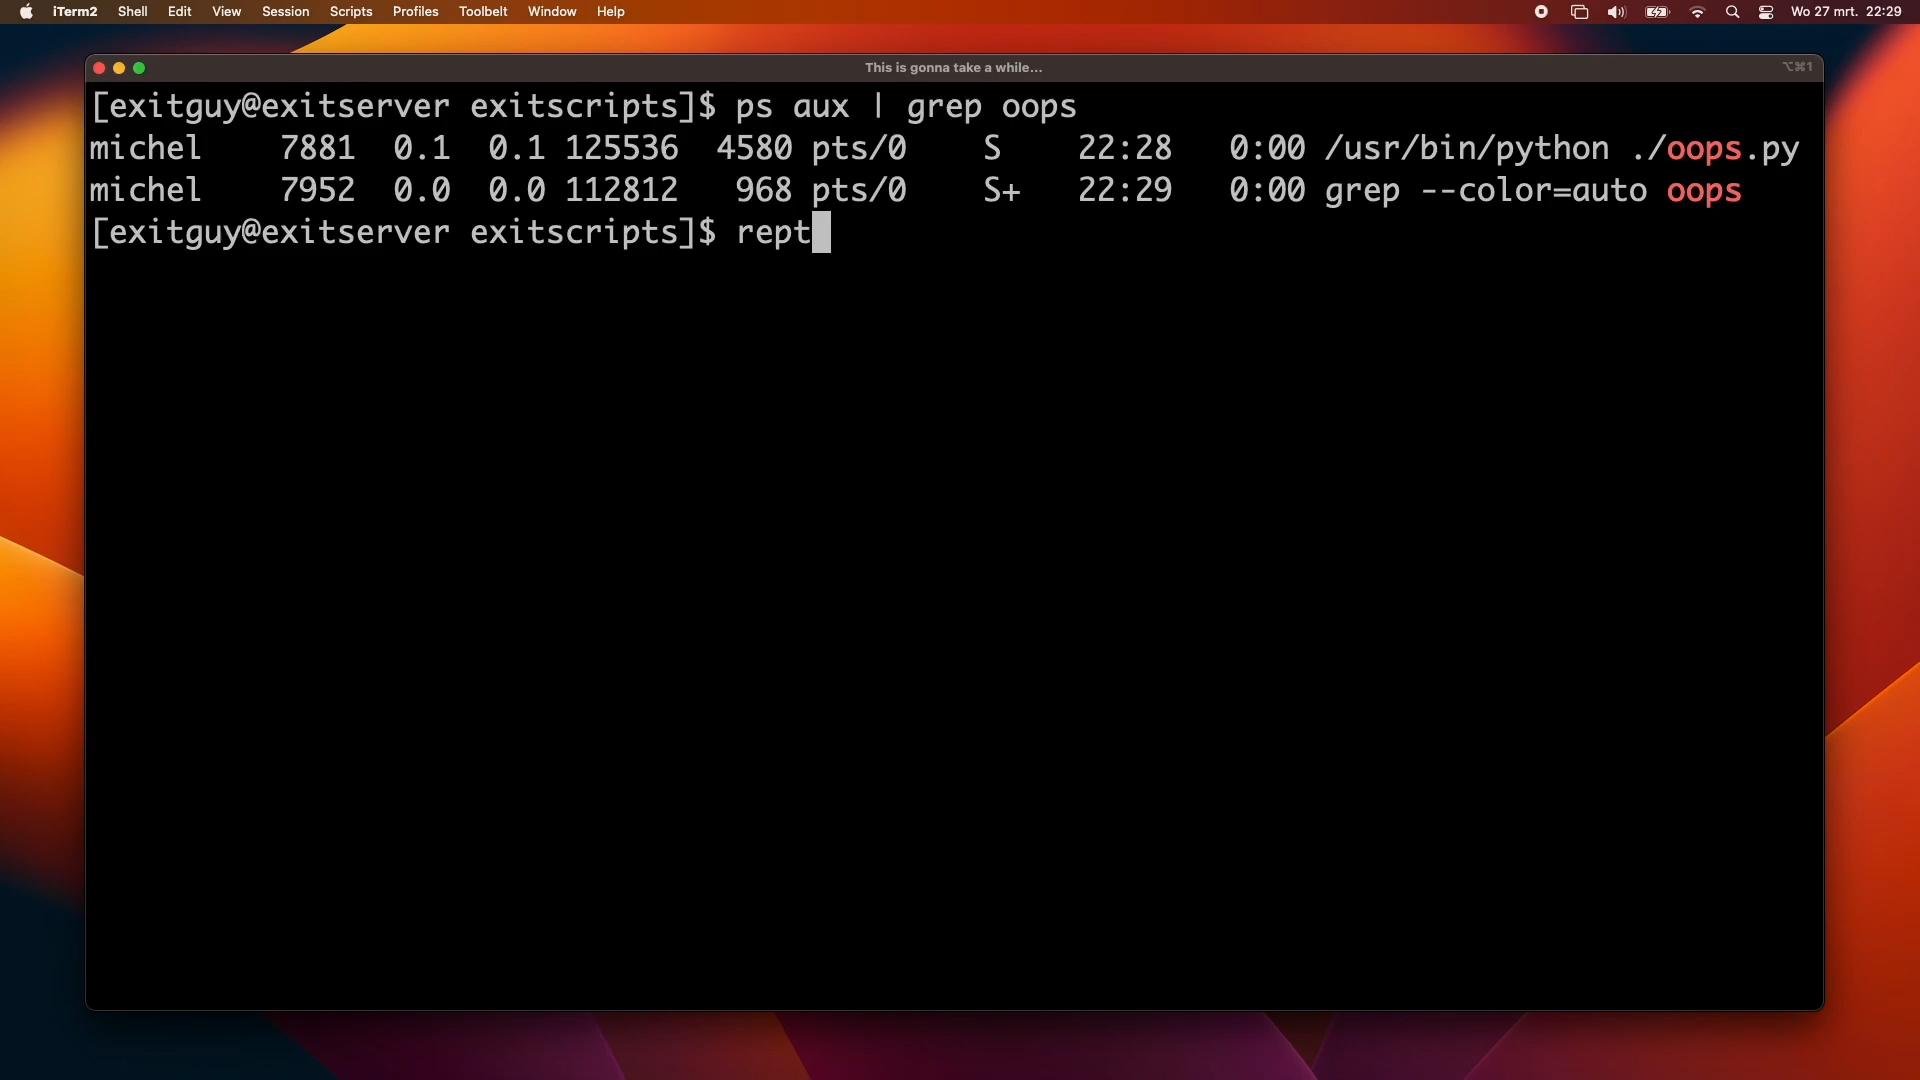 iTerm2 Shell Edit View Session Scripts Profiles Toolbelt Window Help Wo 27 mrt. 22:29
This is gonna take a while... ⌥⌘1
[exitguy@exitserver exitscripts]$ ps aux | grep oops
michel 7881 0.1 0.1 125536 4580 pts/0 S 22:28 0:00 /usr/bin/python ./oops.py
michel 7952 0.0 0.0 112812 968 pts/0 S+ 22:29 0:00 grep --color=auto oops
[exitguy@exitserver exitscripts]$ rept